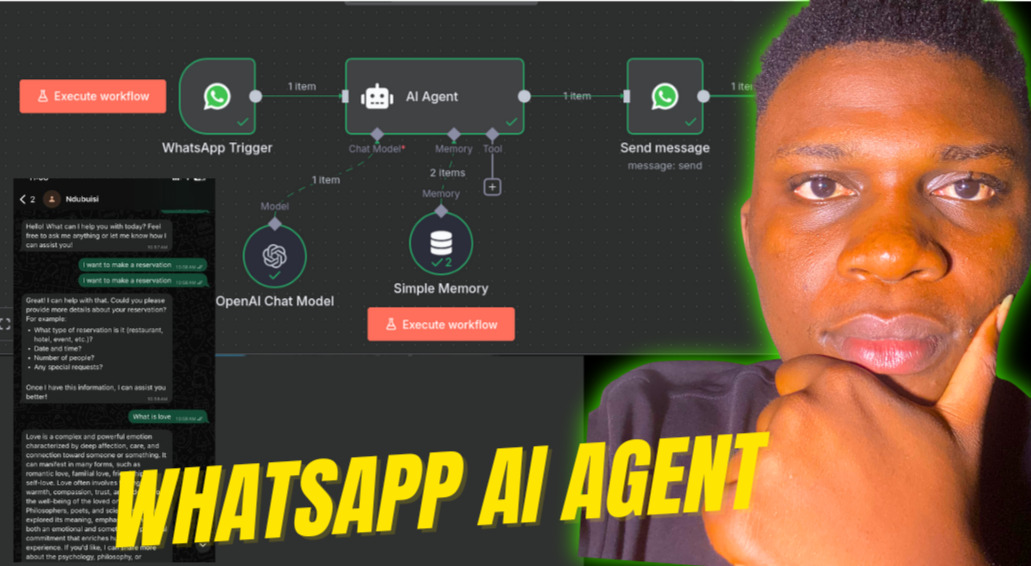 Execute workflow
1 item
AI Agent
1 item
WhatsApp Trigger
Chat Model*
Memory
Tool
Send message
message: send
1 item
2 items
Memory
Model
2
OpenAI Chat Model
Simple Memory
Execute workflow
2
Ndubuisi
Hello! What can I help you with today? Feel
free to ask me anything or let me know how I
can assist you!
10:57 AM
I want to make a reservation
I want to make a reservation
Great! I can help with that. Could you please
provide more details about your reservation?
For example:
• What type of reservation is it (restaurant,
hotel, event, etc.)?
• Date and time?
• Number of people?
• Any special requests?
Once I have this information, I can assist you
better!
What is love
Love is a complex and powerful emotion
characterized by deep affection, care, and
connection toward someone or something. It
can manifest in many forms, such as
romantic love, familial love,
self-love. Love often involves
warmth, compassion, trust,
the well-being of the loved
Philosophers, poets, and
explored its meaning,
both an emotional and
commitment that enriches
experience. If you'd like, I can share more
about the psychology, philosophy, or
WHATSAPP AI AGENT